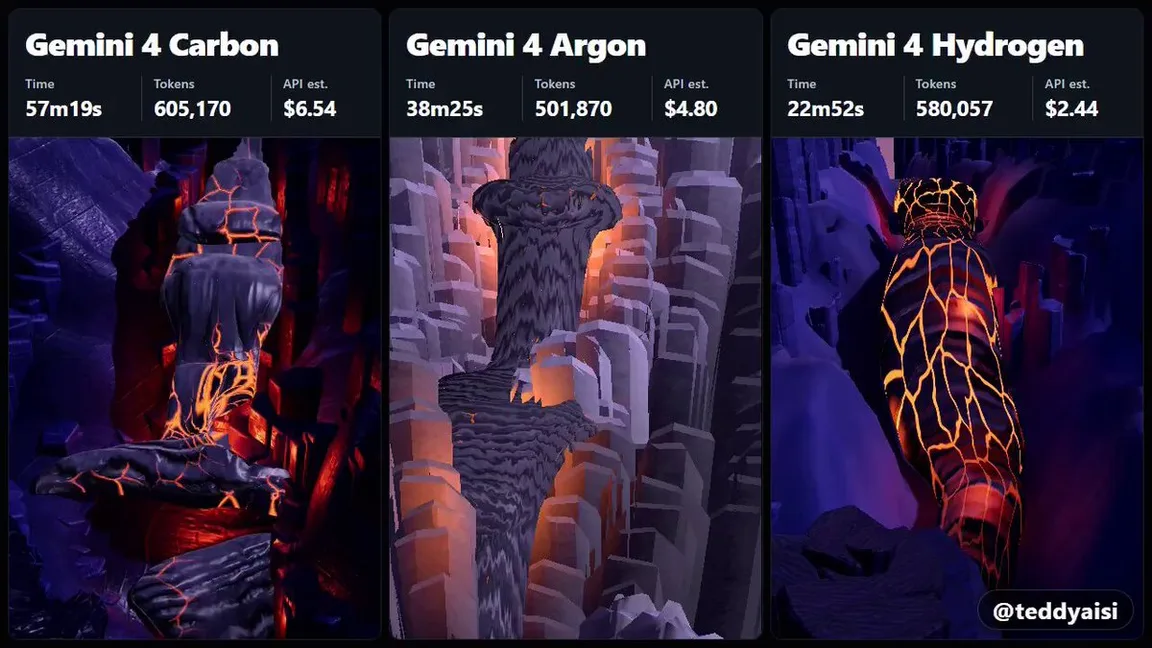 Gemini 4 Carbon
Time Tokens API est.
57m19s 605,170 $6.54
Gemini 4 Argon
Time Tokens API est.
38m25s 501,870 $4.80
Gemini 4 Hydrogen
Time Tokens API est.
22m52s 580,057 $2.44
@teddyaisi